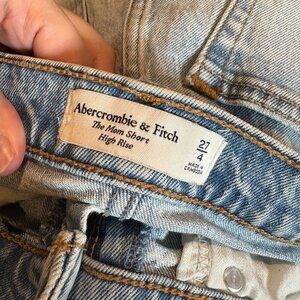 Abercrombie & Fitch
The Mom Short
High Rise
27
4
MADE IN
CAMBODIA